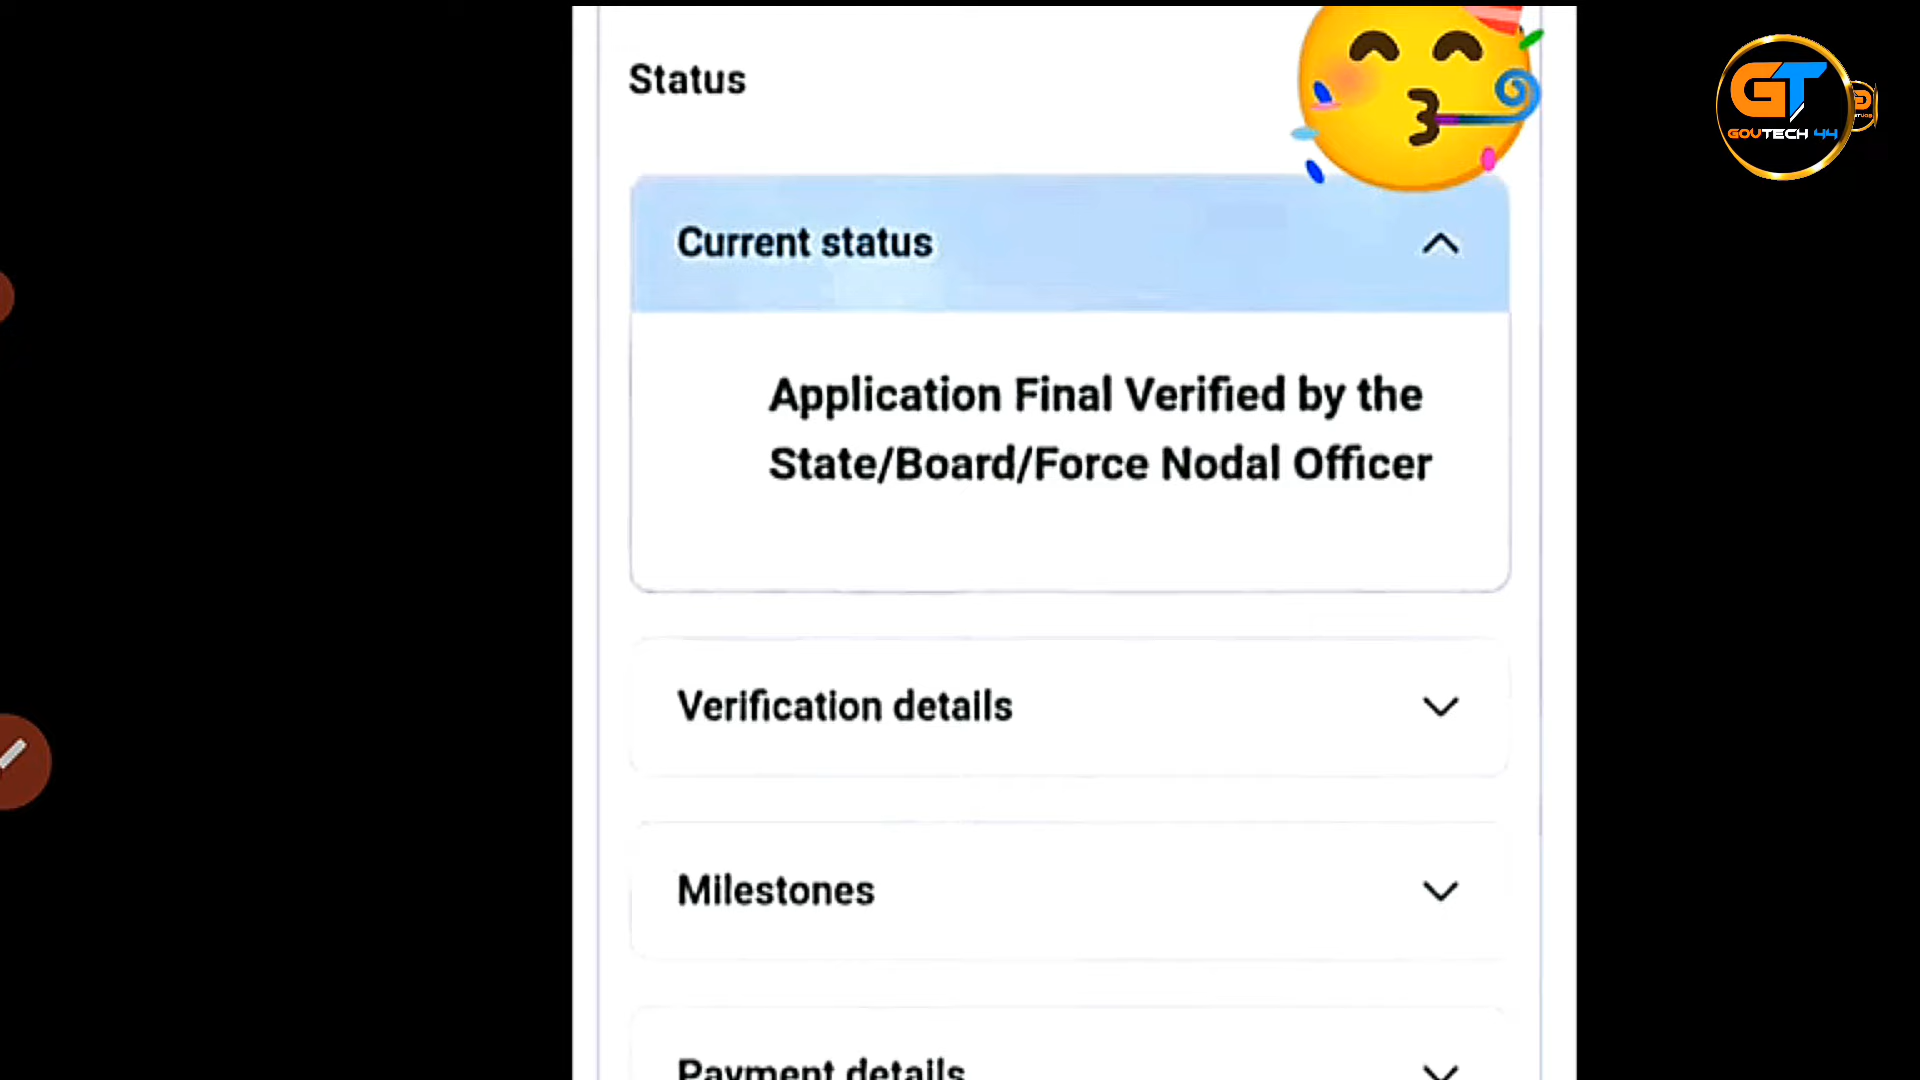 Status
GT
GOVTECH 44
Current status
Application Final Verified by the
State/Board/Force Nodal Officer
Verification details
Milestones
Payment details